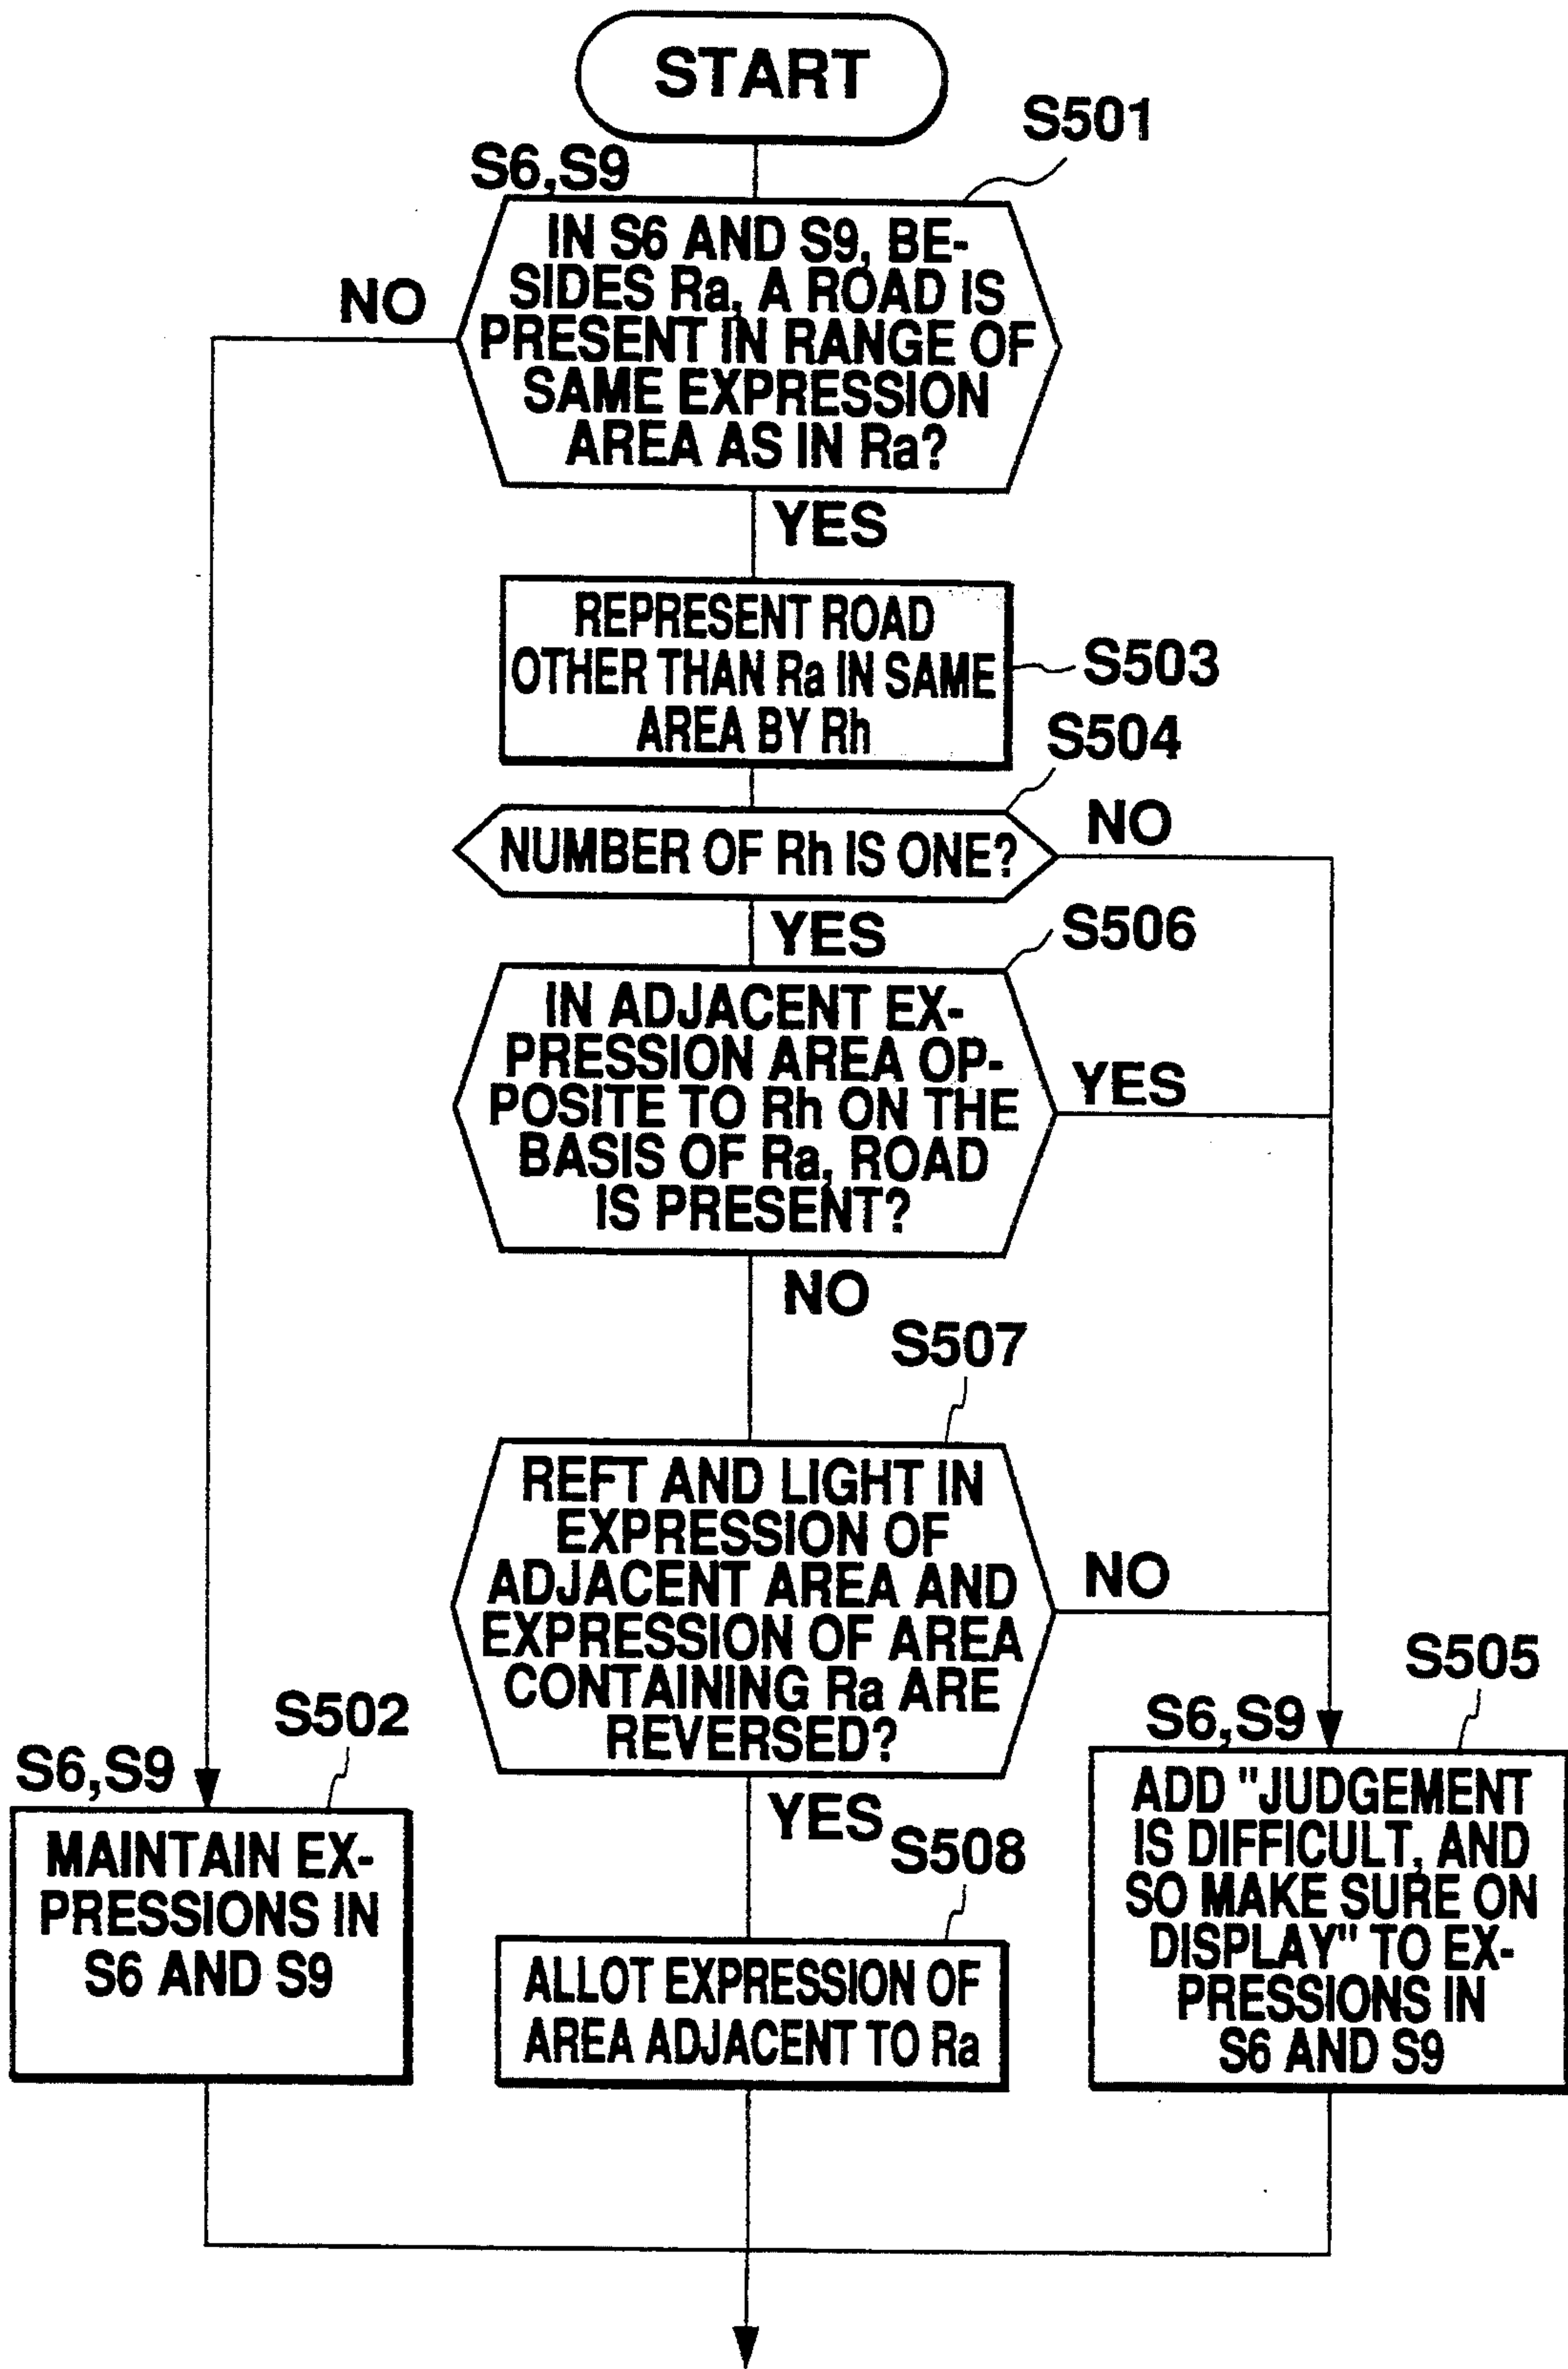 START
S501
S6,S9
IN S6 AND S9, BE-
SIDES Ra, A ROAD IS
PRESENT IN RANGE OF
SAME EXPRESSION
AREA AS IN Ra?
NO
YES
REPRESENT ROAD
OTHER THAN Ra IN SAME
AREA BY Rh
S503
S504
NUMBER OF Rh IS ONE?
NO
YES
S506
IN ADJACENT EX-
PRESSION AREA OP-
POSITE TO Rh ON THE
BASIS OF Ra, ROAD
IS PRESENT?
YES
NO
S507
REFT AND LIGHT IN
EXPRESSION OF
ADJACENT AREA AND
EXPRESSION OF AREA
CONTAINING Ra ARE
REVERSED?
NO
YES
S502
S6,S9
MAINTAIN EX-
PRESSIONS IN
S6 AND S9
S508
ALLOT EXPRESSION OF
AREA ADJACENT TO Ra
S505
S6,S9
ADD "JUDGEMENT
IS DIFFICULT, AND
SO MAKE SURE ON
DISPLAY" TO EX-
PRESSIONS IN
S6 AND S9